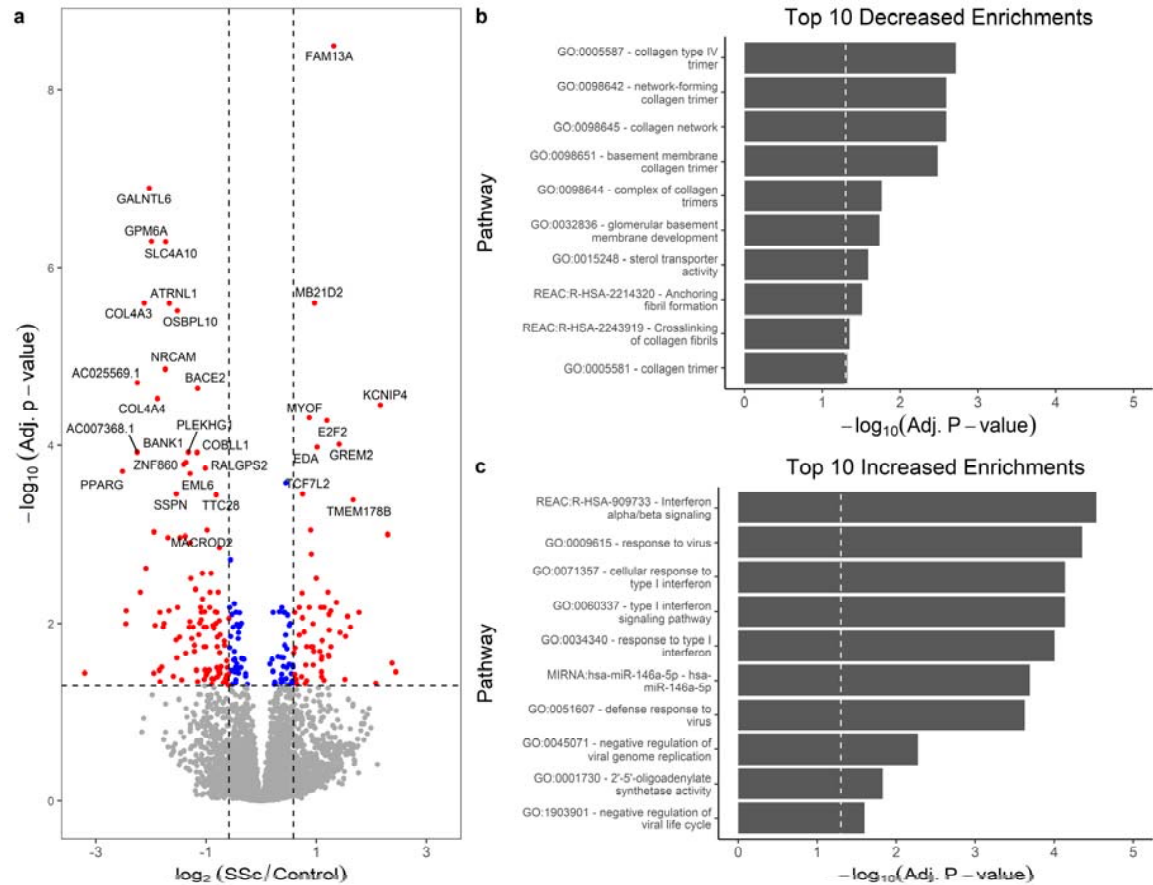 a
FAM13A
8
GALNTL6
GPM6A
SLC4A10
6
ATRNL1
MB21D2
COL4A3
OSBPL10
NRCAM
AC025569.1
BACE2
KCNIP4
COL4A4
MYOF
E2F2
AC007368.1
PLEKHG1
4
BANK1
COBLL1
GREM2
EDA
ZNF860
RALGPS2
PPARG
EML6
TCF7L2
SSPN
TTC28
TMEM178B
MACROD2
2
0
-3
-1
1
3
−log10 (Adj. p − value)
log2 (SSc/Control)
b
Top 10 Decreased Enrichments
Pathway
GO:0005587 - collagen type IV
trimer
GO:0098642 - network-forming
collagen trimer
GO:0098645 - collagen network
GO:0098651 - basement membrane
collagen trimer
GO:0098644 - complex of collagen
trimers
GO:0032836 - glomerular basement
membrane development
GO:0015248 - sterol transporter
activity
REAC:R-HSA-2214320 - Anchoring
fibril formation
REAC:R-HSA-2243919 - Crosslinking
of collagen fibrils
GO:0005581 - collagen trimer
0 1 2 3 4 5
−log10(Adj. P − value)
c
Top 10 Increased Enrichments
Pathway
REAC:R-HSA-909733 - Interferon
alpha/beta signaling
GO:0009615 - response to virus
GO:0071357 - cellular response to
type I interferon
GO:0060337 - type I interferon
signaling pathway
GO:0034340 - response to type I
interferon
MIRNA:hsa-miR-146a-5p - hsa-
miR-146a-5p
GO:0051607 - defense response to
virus
GO:0045071 - negative regulation of
viral genome replication
GO:0001730 - 2'-5'-oligoadenylate
synthetase activity
GO:1903901 - negative regulation of
viral life cycle
0 1 2 3 4 5
−log10(Adj. P − value)